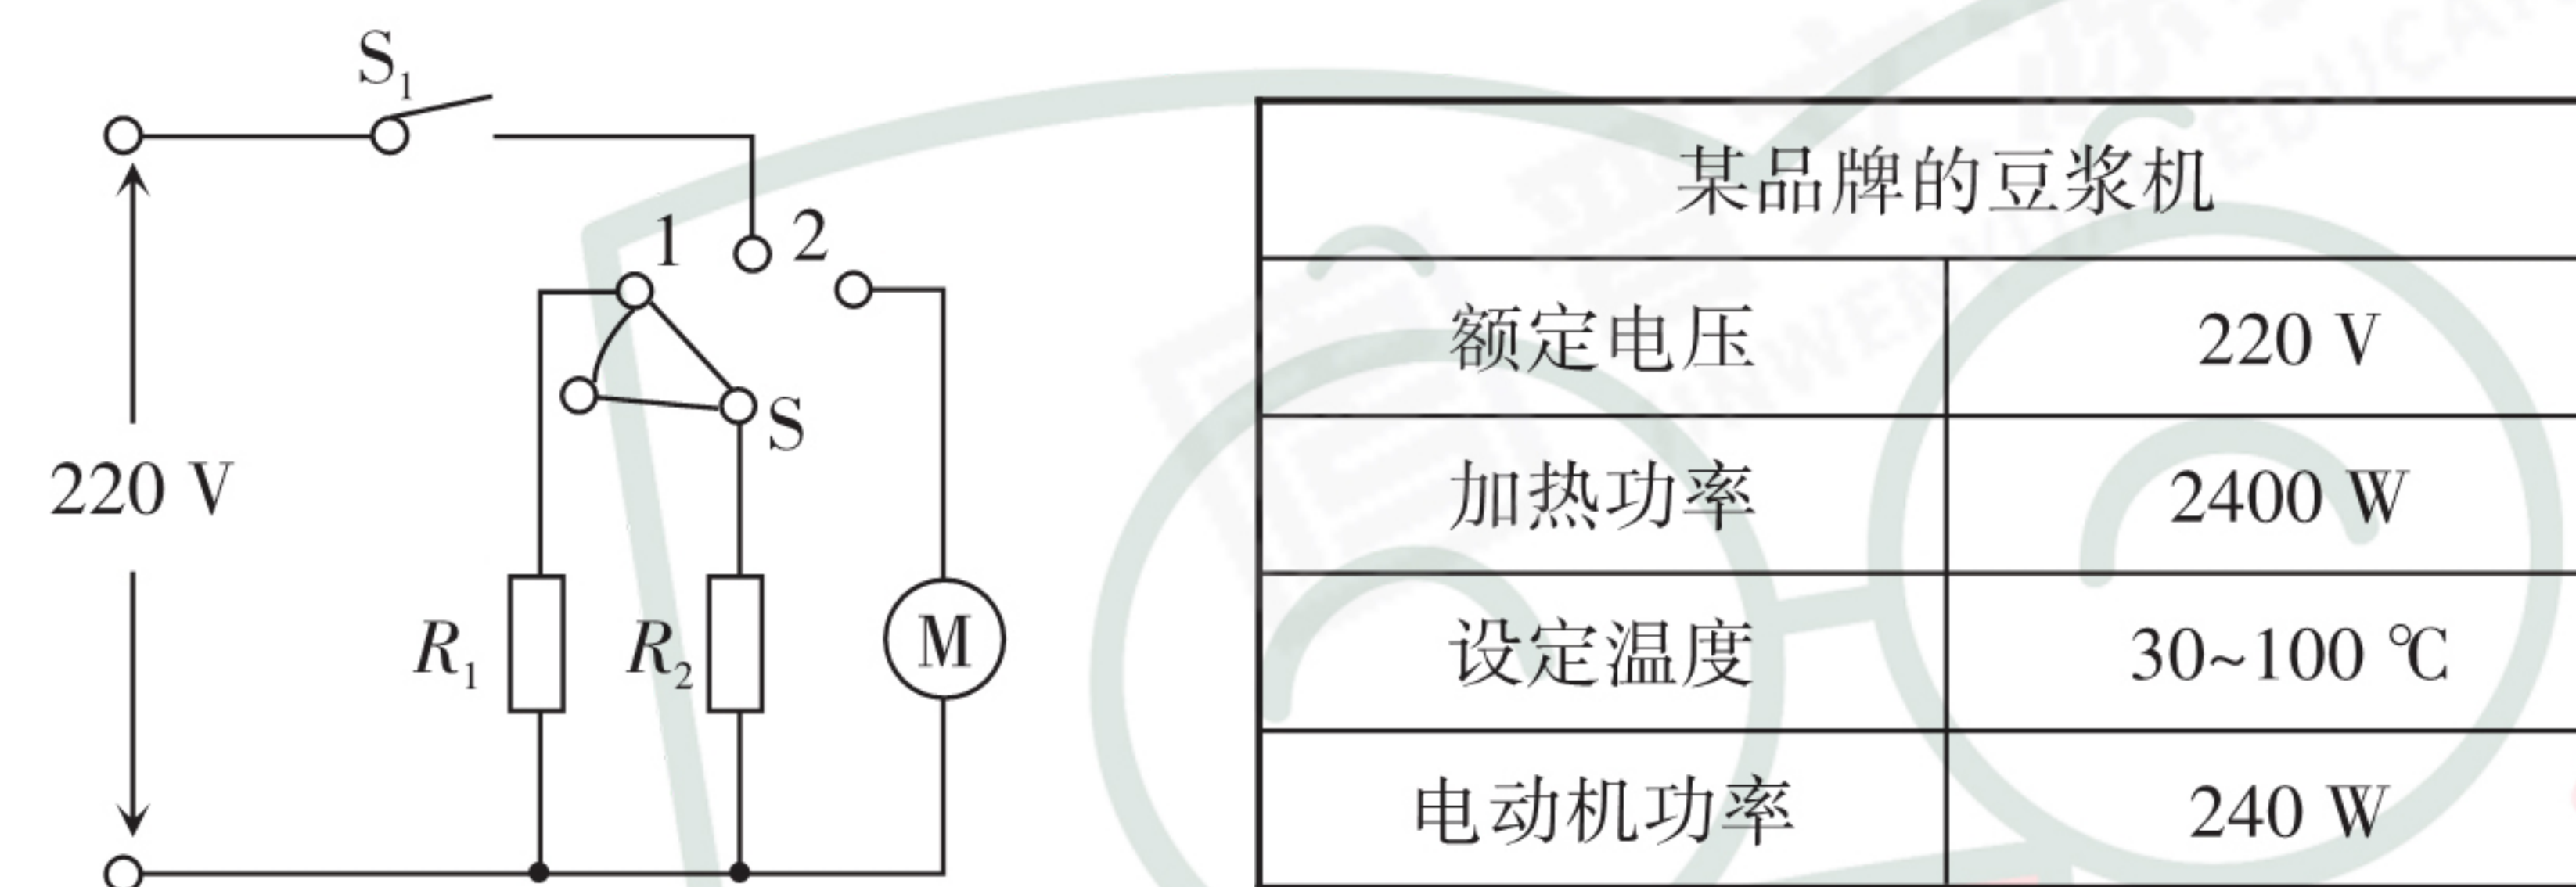 S₁
1
2
S
220 V
R₁
R₂
M
某品牌的豆浆机
额定电压 220 V
加热功率 2400 W
设定温度 30~100 ℃
电动机功率 240 W